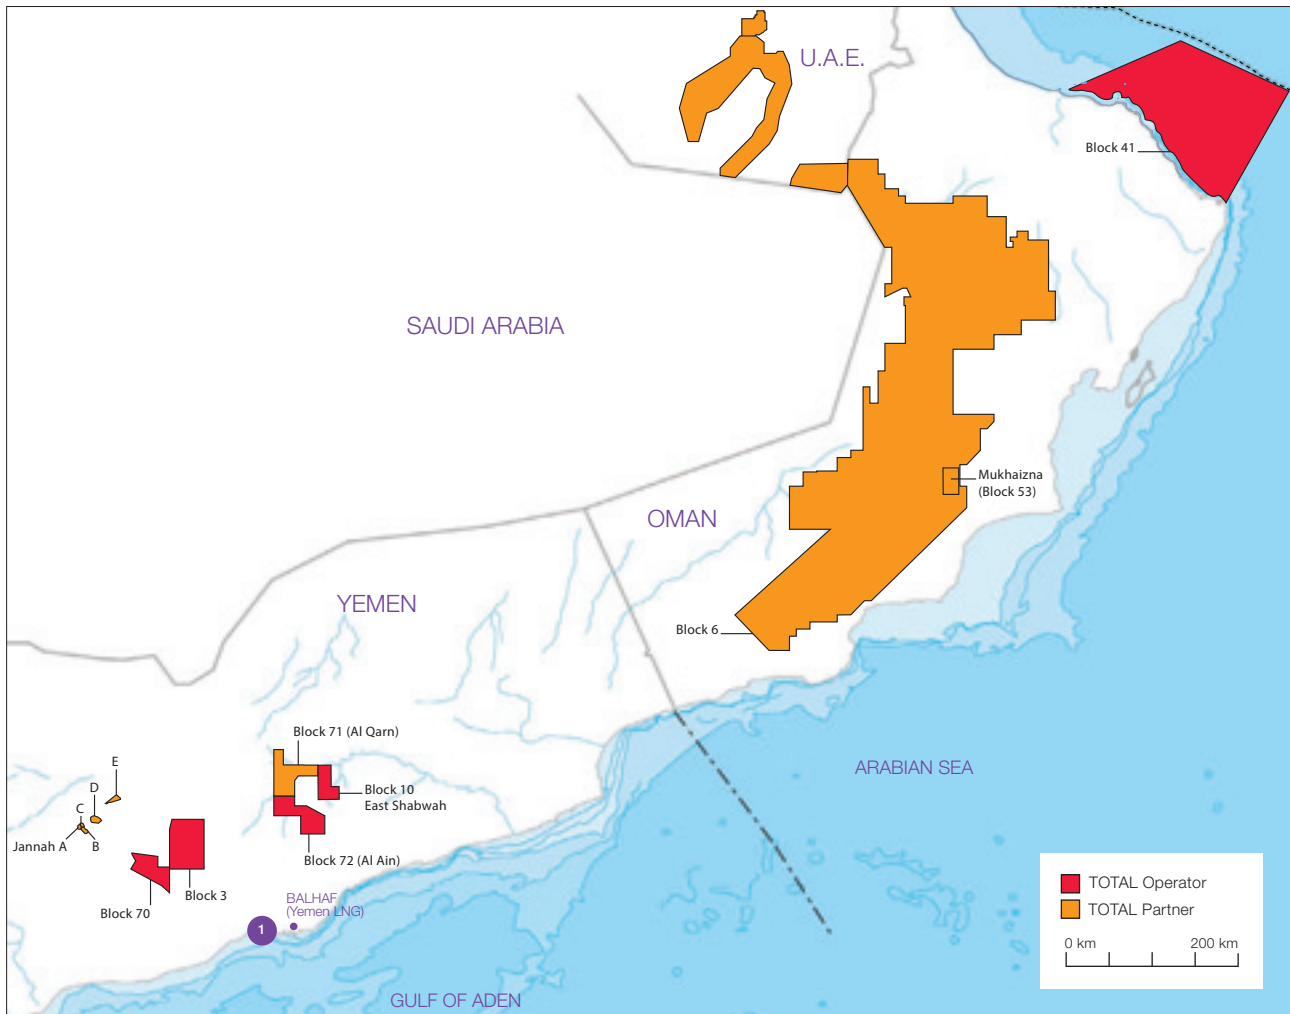 U.A.E.
Block 41
SAUDI ARABIA
Mukhaizna
(Block 53)
OMAN
YEMEN
Block 6
Block 71 (Al Qarn)
E
D
Block 10
East Shabwah
C
Jannah A
B
Block 72 (Al Ain)
Block 3
Block 70
BALHAF
(Yemen LNG)
1
ARABIAN SEA
GULF OF ADEN
TOTAL Operator
TOTAL Partner
0 km
200 km